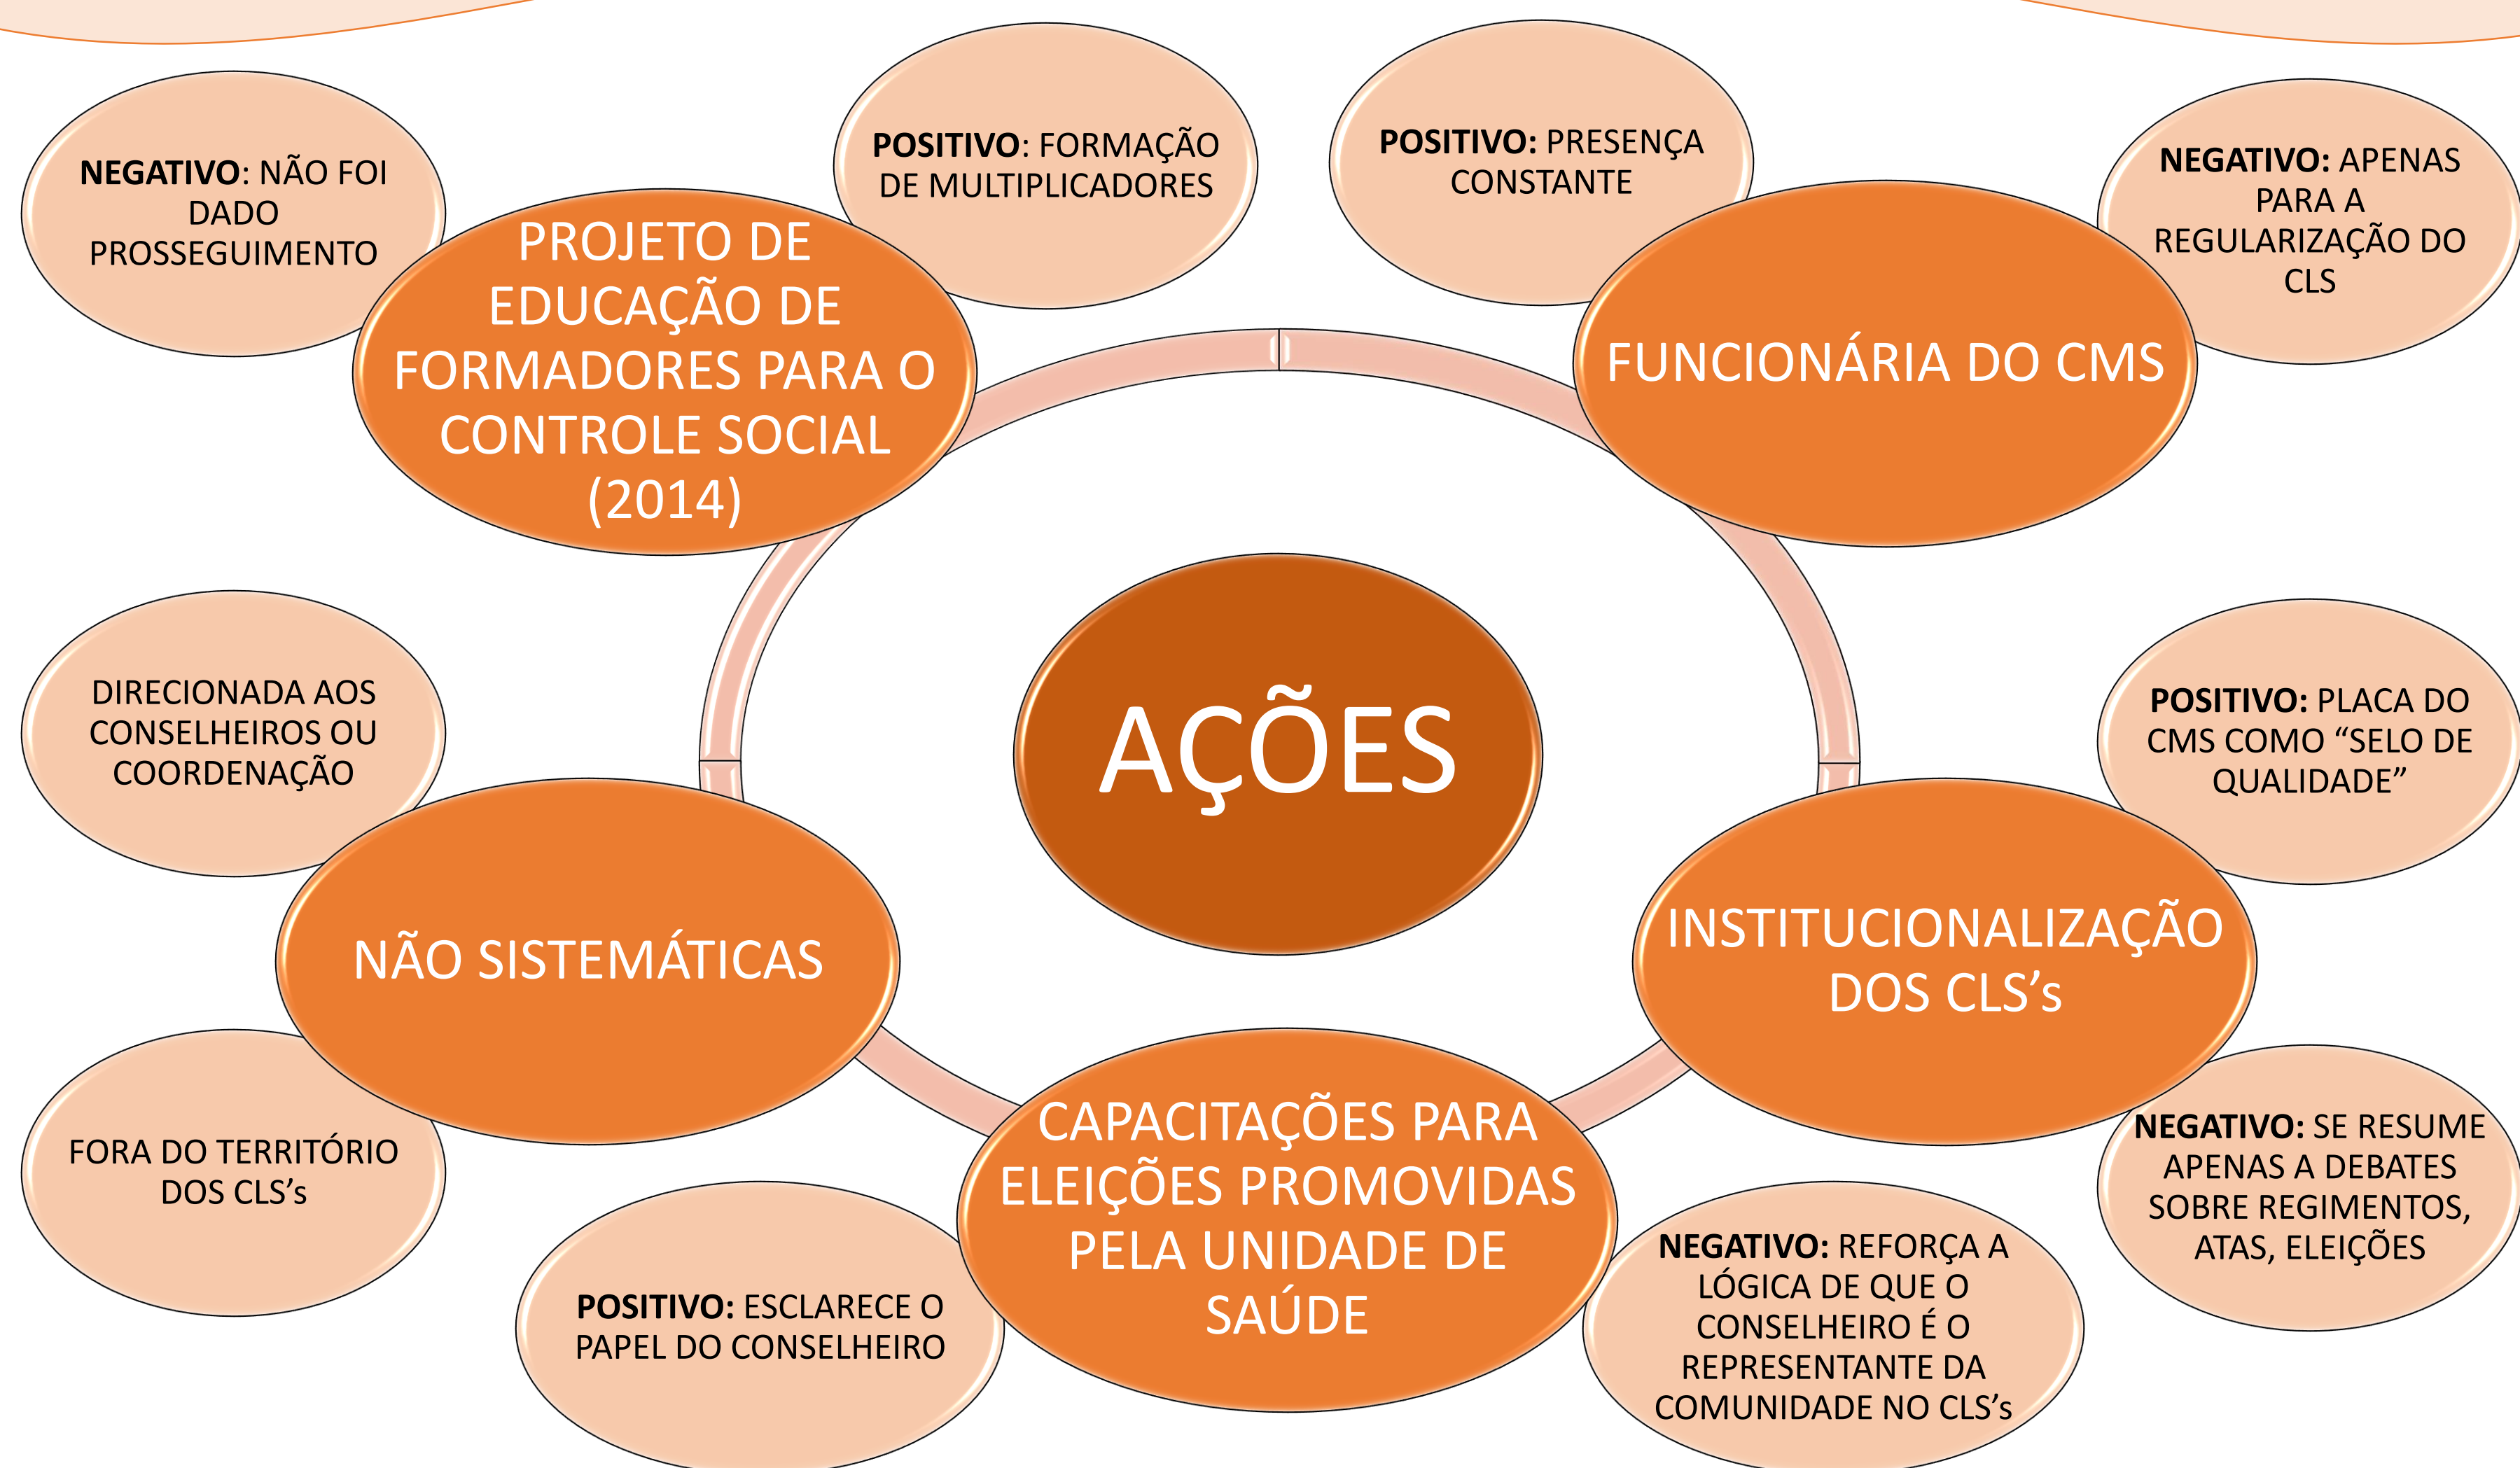 NEGATIVO: NÃO FOI
DADO
PROSSEGUIMENTO
POSITIVO: FORMAÇÃO
DE MULTIPLICADORES
PROJETO DE
EDUCAÇÃO DE
FORMADORES PARA O
CONTROLE SOCIAL
(2014)
POSITIVO: PRESENÇA
CONSTANTE
NEGATIVO: APENAS
PARA A
REGULARIZAÇÃO DO
CLS
FUNCIONÁRIA DO CMS
AÇÕES
DIRECIONADA AOS
CONSELHEIROS OU
COORDENAÇÃO
NÃO SISTEMÁTICAS
FORA DO TERRITÓRIO
DOS CLS’s
POSITIVO: PLACA DO
CMS COMO “SELO DE
QUALIDADE”
INSTITUCIONALIZAÇÃO
DOS CLS’s
NEGATIVO: SE RESUME
APENAS A DEBATES
SOBRE REGIMENTOS,
ATAS, ELEIÇÕES
CAPACITAÇÕES PARA
ELEIÇÕES PROMOVIDAS
PELA UNIDADE DE
SAÚDE
POSITIVO: ESCLARECE O
PAPEL DO CONSELHEIRO
NEGATIVO: REFORÇA A
LÓGICA DE QUE O
CONSELHEIRO É O
REPRESENTANTE DA
COMUNIDADE NO CLS’s